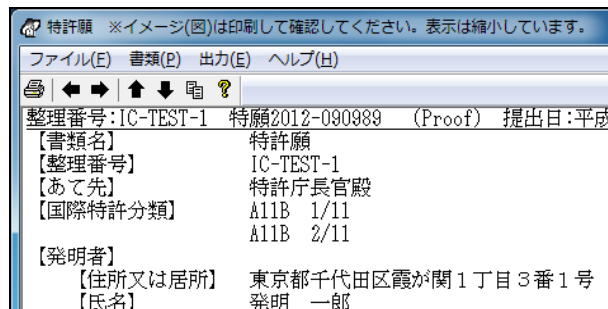 特許願　※イメージ(図)は印刷して確認してください。表示は縮小しています。
ファイル(F)　書類(P)　出力(E)　ヘルプ(H)
整理番号:IC-TEST-1　特願2012-090989　(Proof)　提出日:平成
【書類名】　特許願
【整理番号】　IC-TEST-1
【あて先】　特許庁長官殿
【国際特許分類】　A11B　1/11
A11B　2/11
【発明者】
【住所又は居所】　東京都千代田区霞が関１丁目３番１号
【氏名】　発明　一郎